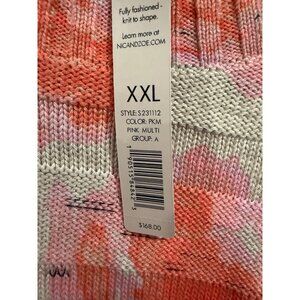 Fully fashioned -
knit to shape.
Learn more at
NICANDZOE.COM
XXL
STYLE: S231112
COLOR: PKM
PINK MULTI
GROUP: A
$168.00